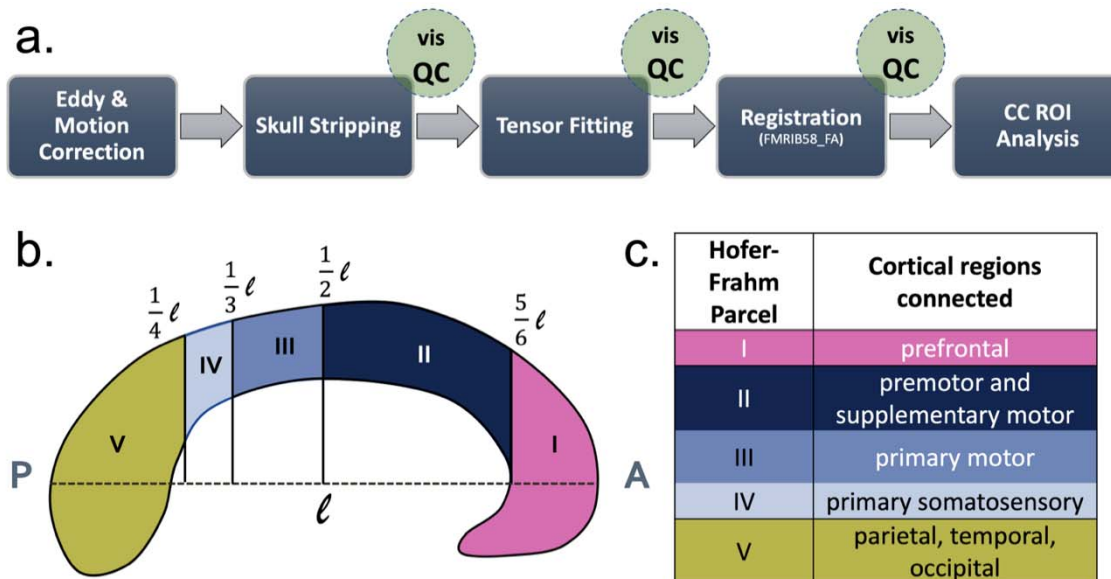 a.
vis
QC
vis
QC
vis
QC
Eddy &
Motion
Correction
Skull Stripping
Tensor Fitting
Registration
(FMRIB58_FA)
CC ROI
Analysis
b.
1/4 ℓ
1/3 ℓ
1/2 ℓ
5/6 ℓ
V
IV
III
II
I
P
A
ℓ
c.
Hofer-
Frahm
Parcel
Cortical regions
connected
I
prefrontal
II
premotor and
supplementary motor
III
primary motor
IV
primary somatosensory
V
parietal, temporal,
occipital